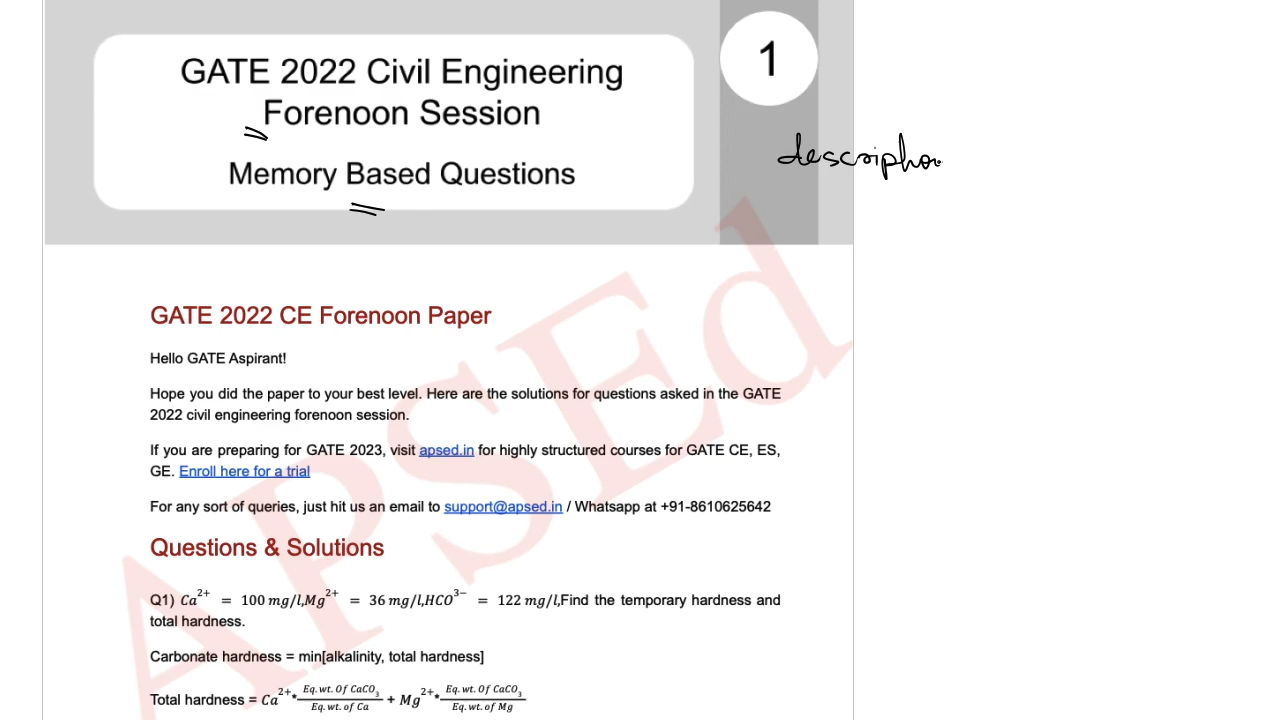 GATE 2022 Civil Engineering
Forenoon Session
Memory Based Questions
1
APSEd
GATE 2022 CE Forenoon Paper
Hello GATE Aspirant!
Hope you did the paper to your best level. Here are the solutions for questions asked in the GATE
2022 civil engineering forenoon session.
If you are preparing for GATE 2023, visit apsed.in for highly structured courses for GATE CE, ES,
GE. Enroll here for a trial
For any sort of queries, just hit us an email to support@apsed.in / Whatsapp at +91-8610625642
Questions & Solutions
Q1) Ca²⁺ = 100 mg/l,Mg²⁺ = 36 mg/l,HCO³⁻ = 122 mg/l,Find the temporary hardness and
total hardness.
Carbonate hardness = min[alkalinity, total hardness]
Total hardness = Ca²⁺* Eq. wt. Of CaCO₃ / Eq. wt. of Ca + Mg²⁺* Eq. wt. Of CaCO₃ / Eq. wt. of Mg